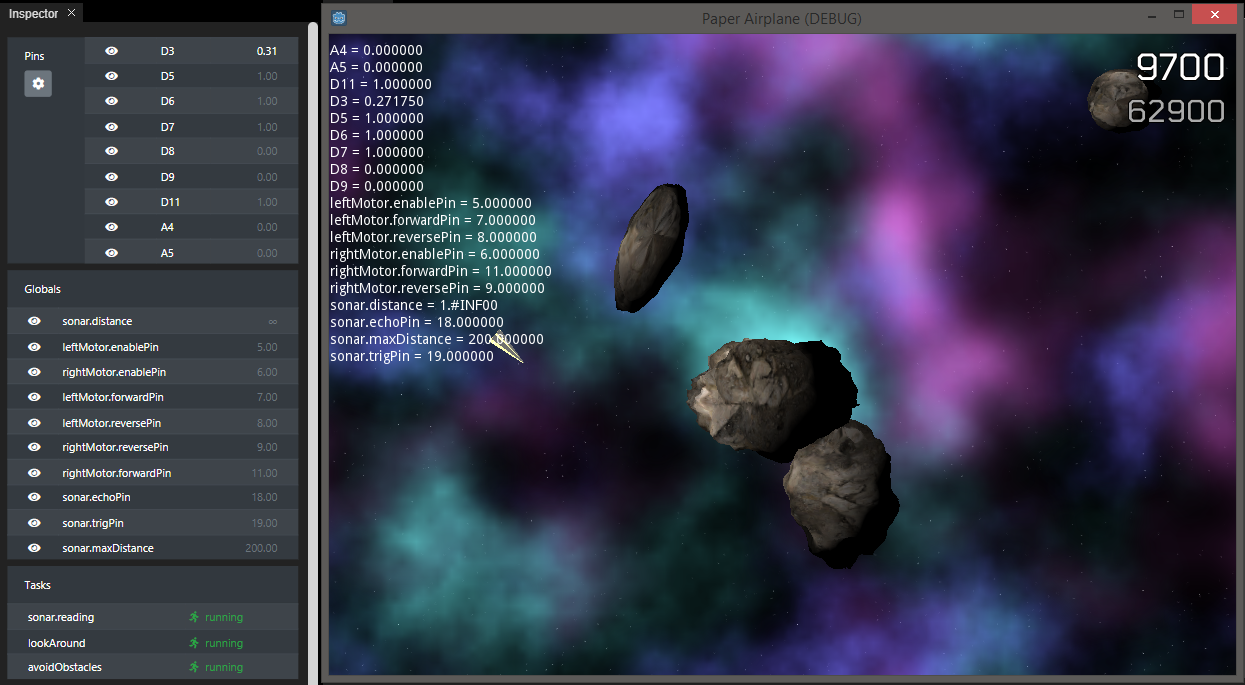 Inspector
Pins
D3 0.31
D5 1.00
D6 1.00
D7 1.00
D8 0.00
D9 0.00
D11 1.00
A4 0.00
A5 0.00
Globals
sonar.distance ∞
leftMotor.enablePin 5.00
rightMotor.enablePin 6.00
leftMotor.forwardPin 7.00
leftMotor.reversePin 8.00
rightMotor.reversePin 9.00
rightMotor.forwardPin 11.00
sonar.echoPin 18.00
sonar.trigPin 19.00
sonar.maxDistance 200.00
Tasks
sonar.reading running
lookAround running
avoidObstacles running
Paper Airplane (DEBUG)
A4 = 0.000000
A5 = 0.000000
D11 = 1.000000
D3 = 0.271750
D5 = 1.000000
D6 = 1.000000
D7 = 1.000000
D8 = 0.000000
D9 = 0.000000
leftMotor.enablePin = 5.000000
leftMotor.forwardPin = 7.000000
leftMotor.reversePin = 8.000000
rightMotor.enablePin = 6.000000
rightMotor.forwardPin = 11.000000
rightMotor.reversePin = 9.000000
sonar.distance = 1.#INF00
sonar.echoPin = 18.000000
sonar.maxDistance = 200.000000
sonar.trigPin = 19.000000
9700
62900